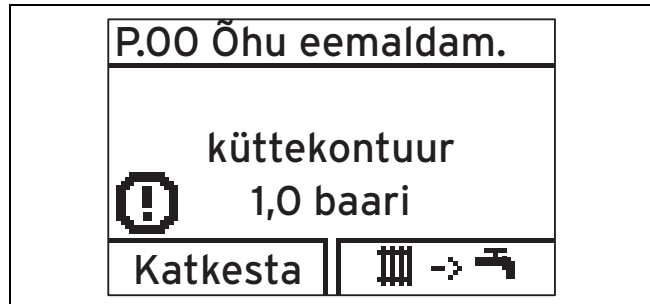 P.00 Õhu eemaldam.
küttekontuur
1,0 baari
Katkesta
->